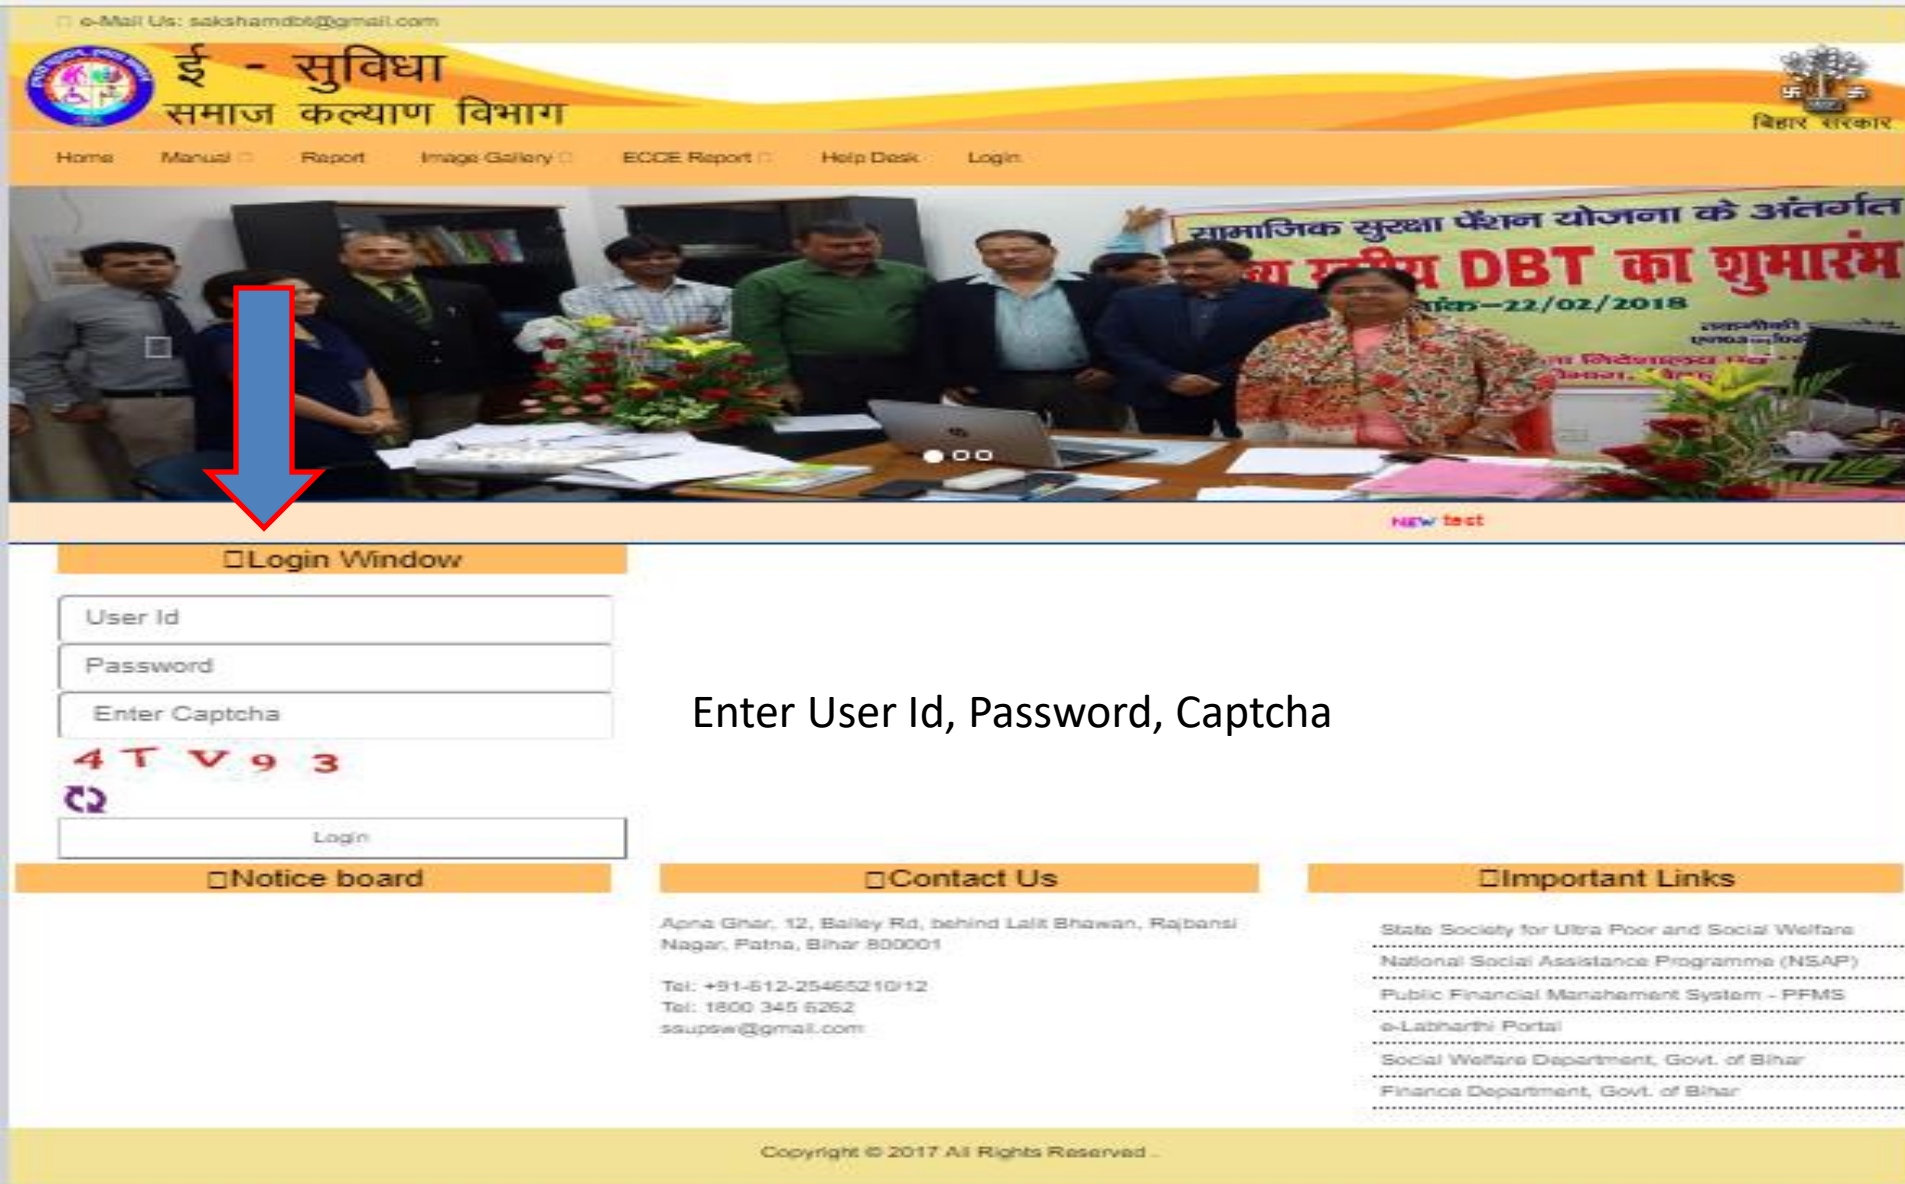 e-Mail Us: sakshamdbt@gmail.com
ई - सुविधा
समाज कल्याण विभाग
बिहार सरकार
Home Manual Report Image Gallery ECCE Report Help Desk Login
सामाजिक सुरक्षा पेंशन योजना के अंतर्गत
DBT का शुभारंभ
22/02/2018
तकनीकी
NEW test
Login Window
User Id
Password
Enter Captcha
4 T V 9 3
Login
Enter User Id, Password, Captcha
Notice board
Contact Us
Apna Ghar, 12, Bailey Rd, behind Lalit Bhawan, Rajbansi
Nagar, Patna, Bihar 800001
Tel: +91-612-25465210/12
Tel: 1800 345 6262
ssupsw@gmail.com
Important Links
State Society for Ultra Poor and Social Welfare
National Social Assistance Programme (NSAP)
Public Financial Manahement System - PFMS
e-Labharthi Portal
Social Welfare Department, Govt. of Bihar
Finance Department, Govt. of Bihar
Copyright © 2017 All Rights Reserved .